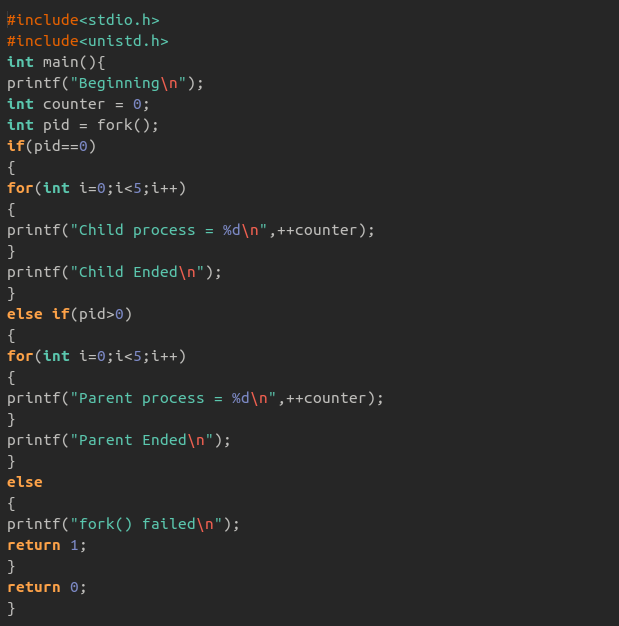 #include<stdio.h>
#include<unistd.h>
int main(){
printf("Beginning\n");
int counter = 0;
int pid = fork();
if(pid==0)
{
for(int i=0;i<5;i++)
{
printf("Child process = %d\n",++counter);
}
printf("Child Ended\n");
}
else if(pid>0)
{
for(int i=0;i<5;i++)
{
printf("Parent process = %d\n",++counter);
}
printf("Parent Ended\n");
}
else
{
printf("fork() failed\n");
return 1;
}
return 0;
}